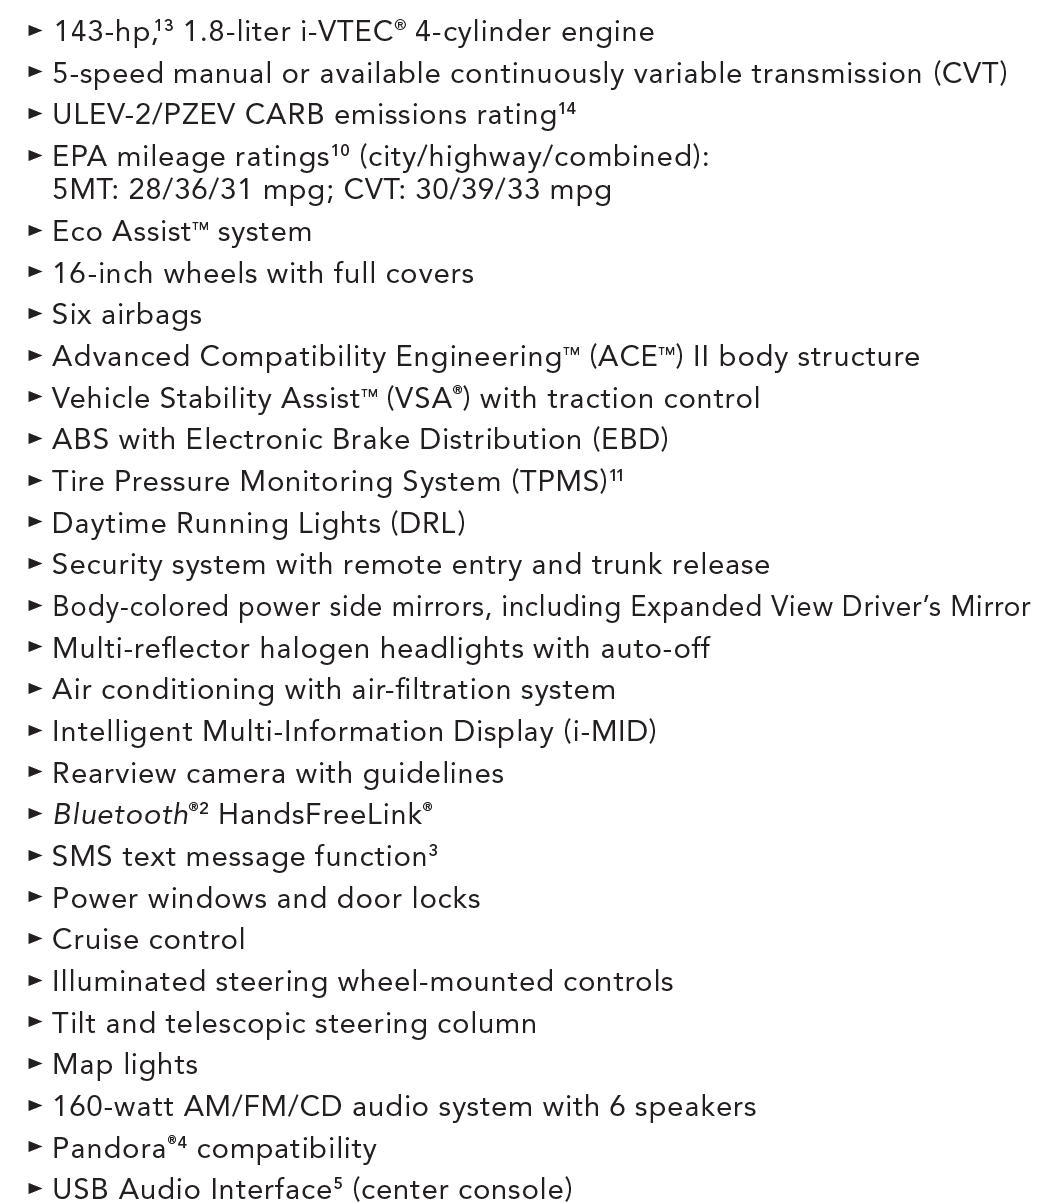 ► 143-hp,¹³ 1.8-liter i-VTEC® 4-cylinder engine
► 5-speed manual or available continuously variable transmission (CVT)
► ULEV-2/PZEV CARB emissions rating¹⁴
► EPA mileage ratings¹⁰ (city/highway/combined):
5MT: 28/36/31 mpg; CVT: 30/39/33 mpg
► Eco Assist™ system
► 16-inch wheels with full covers
► Six airbags
► Advanced Compatibility Engineering™ (ACE™) II body structure
► Vehicle Stability Assist™ (VSA®) with traction control
► ABS with Electronic Brake Distribution (EBD)
► Tire Pressure Monitoring System (TPMS)¹¹
► Daytime Running Lights (DRL)
► Security system with remote entry and trunk release
► Body-colored power side mirrors, including Expanded View Driver’s Mirror
► Multi-reflector halogen headlights with auto-off
► Air conditioning with air-filtration system
► Intelligent Multi-Information Display (i-MID)
► Rearview camera with guidelines
► Bluetooth®² HandsFreeLink®
► SMS text message function³
► Power windows and door locks
► Cruise control
► Illuminated steering wheel-mounted controls
► Tilt and telescopic steering column
► Map lights
► 160-watt AM/FM/CD audio system with 6 speakers
► Pandora®⁴ compatibility
► USB Audio Interface⁵ (center console)